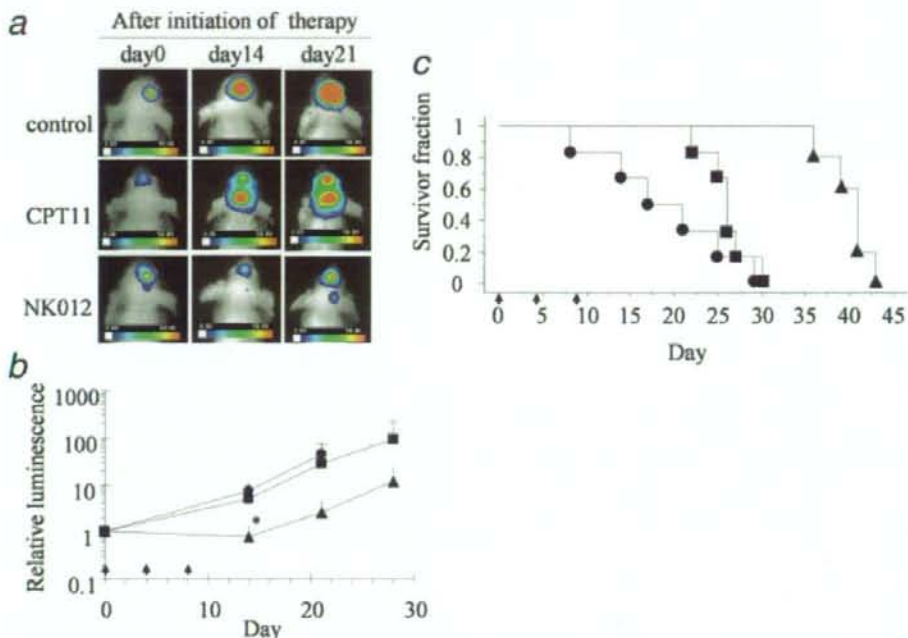 a
After initiation of therapy
day0 day14 day21
control
CPT11
NK012
b
Relative luminescence
1000
100
10
1
0.1
0 10 20 30
Day
*
c
Survivor fraction
1
0.8
0.6
0.4
0.2
0
0 5 10 15 20 25 30 35 40 45
Day